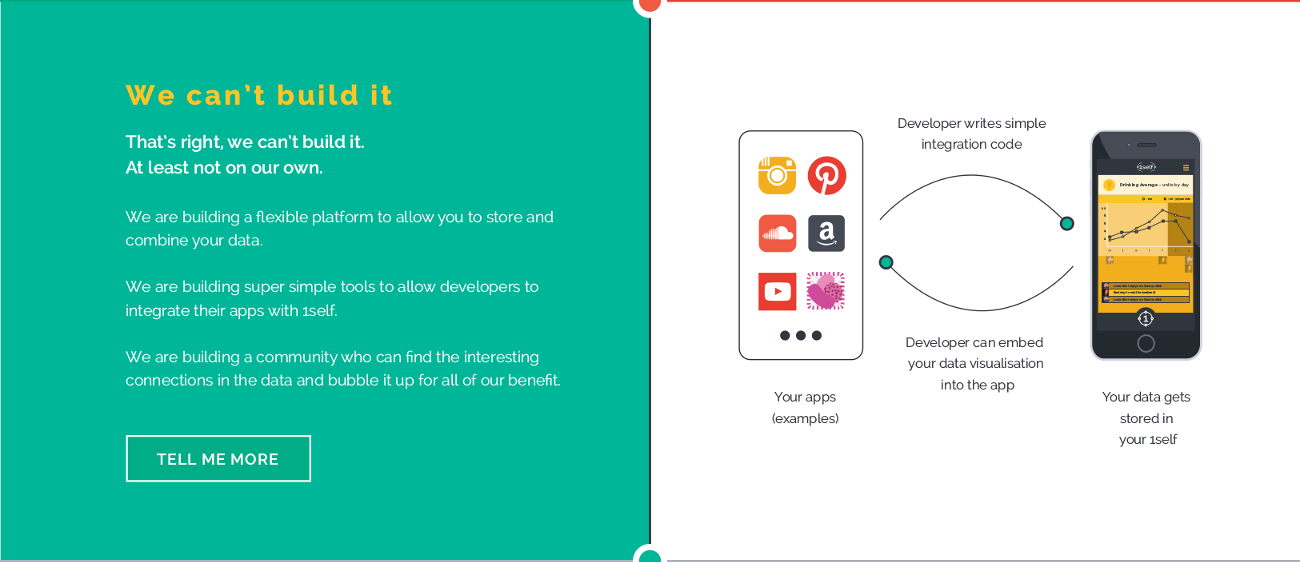 We can't build it
That's right, we can't build it.
At least not on our own.
We are building a flexible platform to allow you to store and
combine your data.
We are building super simple tools to allow developers to
integrate their apps with 1self.
We are building a community who can find the interesting
connections in the data and bubble it up for all of our benefit.
TELL ME MORE
Developer writes simple
integration code
Developer can embed
your data visualisation
into the app
Your apps
(examples)
1self
Drinking Average - units by day
Your data gets
stored in
your 1self